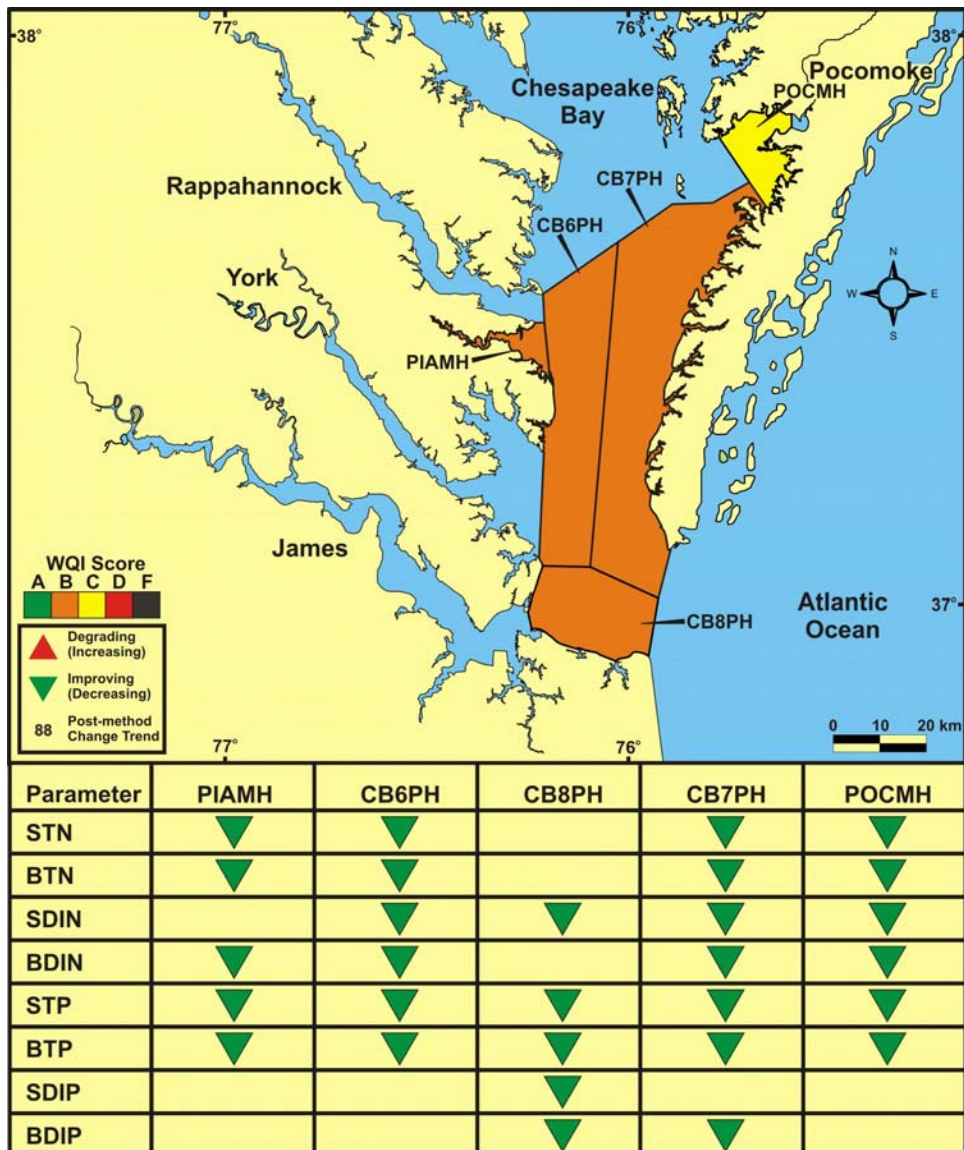 77°
76°
38°
38°
Pocomoke
POCMH
Chesapeake
Bay
CB7PH
Rappahannock
CB6PH
N
W E
S
York
PIAMH
James
WQI Score
A B C D F
Degrading
(Increasing)
Improving
(Decreasing)
88 Post-method
Change Trend
37°
Atlantic
Ocean
CB8PH
0 10 20 km
77°
76°
Parameter PIAMH CB6PH CB8PH CB7PH POCMH
STN
BTN
SDIN
BDIN
STP
BTP
SDIP
BDIP